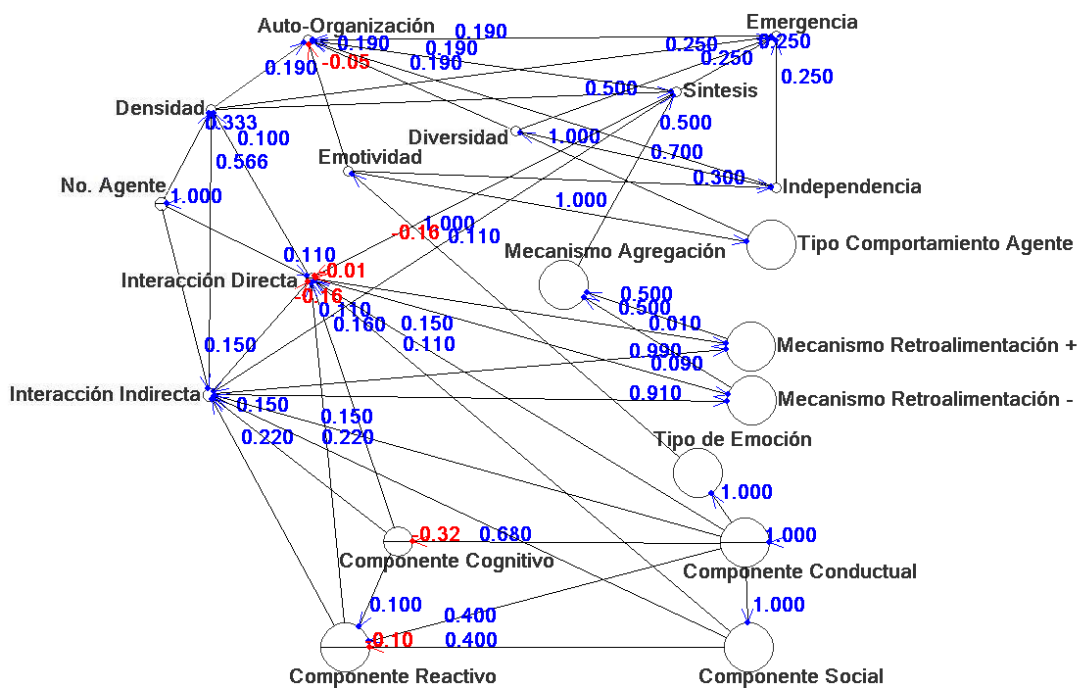 Auto-Organización
Emergencia
0.190
0.190
0.190
0.190
0.190
-0.05
0.250
0.250
0.250
0.250
Densidad
Síntesis
0.500
0.500
0.333
0.100
0.566
Diversidad
1.000
0.700
Emotividad
0.300
Independencia
No. Agente
1.000
1.000
1.000
-0.16
0.110
Tipo Comportamiento Agente
Mecanismo Agregación
0.110
Interacción Directa
-0.01
-0.16
0.110
0.160
0.150
0.110
0.500
0.500
0.010
Mecanismo Retroalimentación +
0.150
0.990
0.090
Interacción Indirecta
0.910
Mecanismo Retroalimentación -
0.150
0.150
0.220
0.220
Tipo de Emoción
1.000
-0.32
0.680
1.000
Componente Cognitivo
Componente Conductual
0.100
0.400
1.000
-0.10
0.400
Componente Reactivo
Componente Social